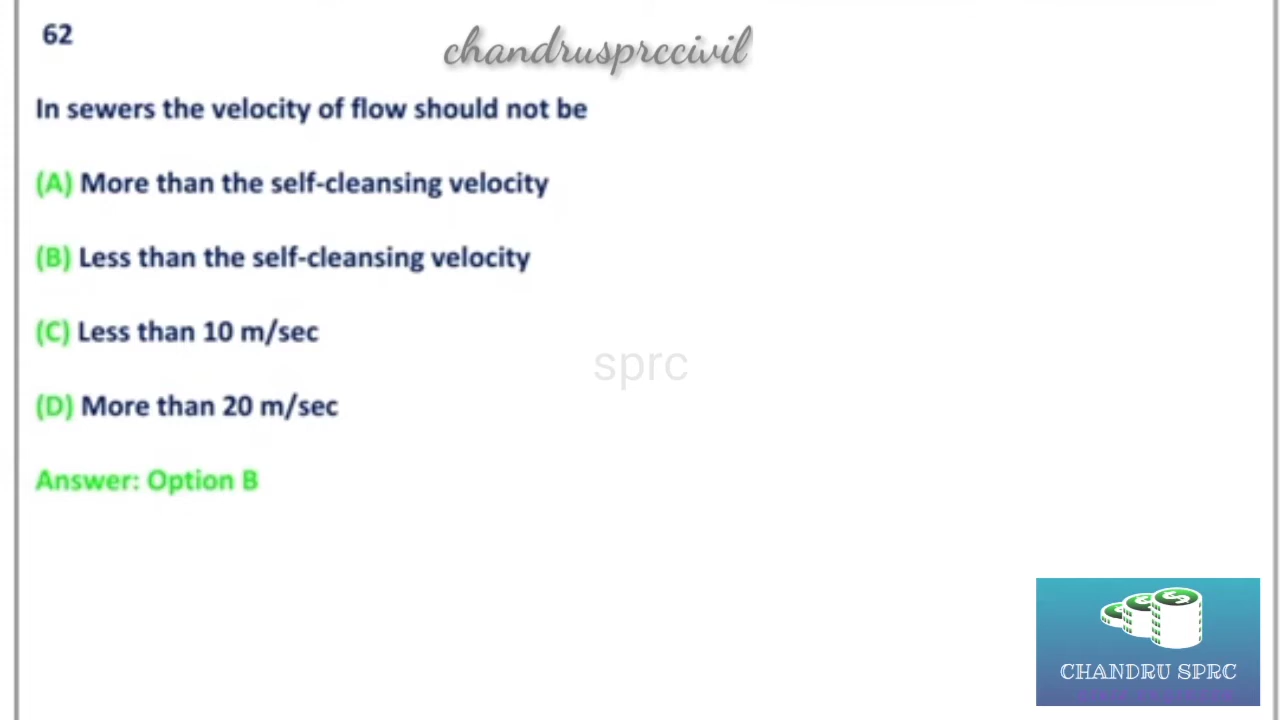 62
chandrusprccivil
In sewers the velocity of flow should not be
(A) More than the self-cleansing velocity
(B) Less than the self-cleansing velocity
(C) Less than 10 m/sec
sprc
(D) More than 20 m/sec
Answer: Option B
CHANDRU SPRC